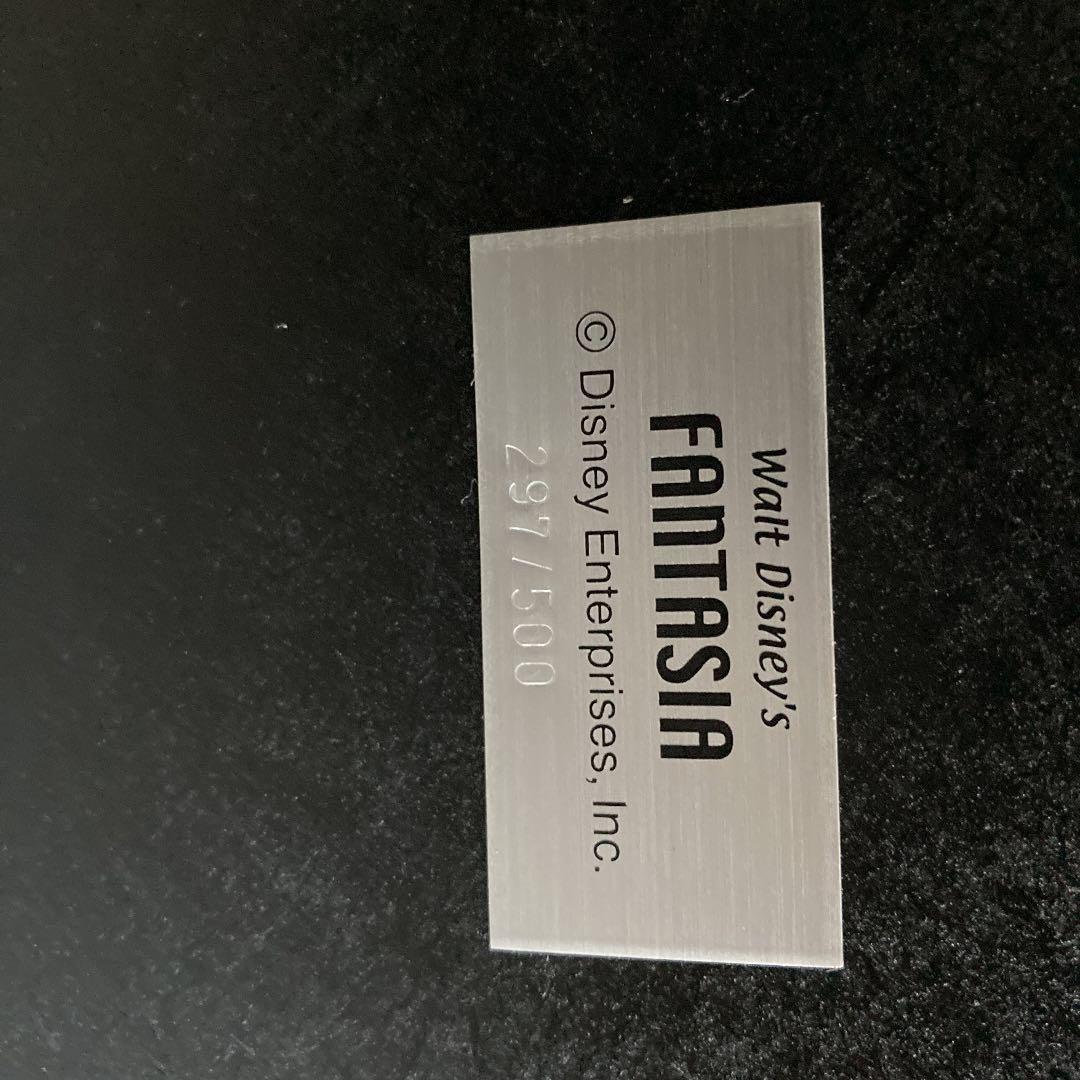 Walt Disney's
FANTASIA
© Disney Enterprises, Inc.
297/500